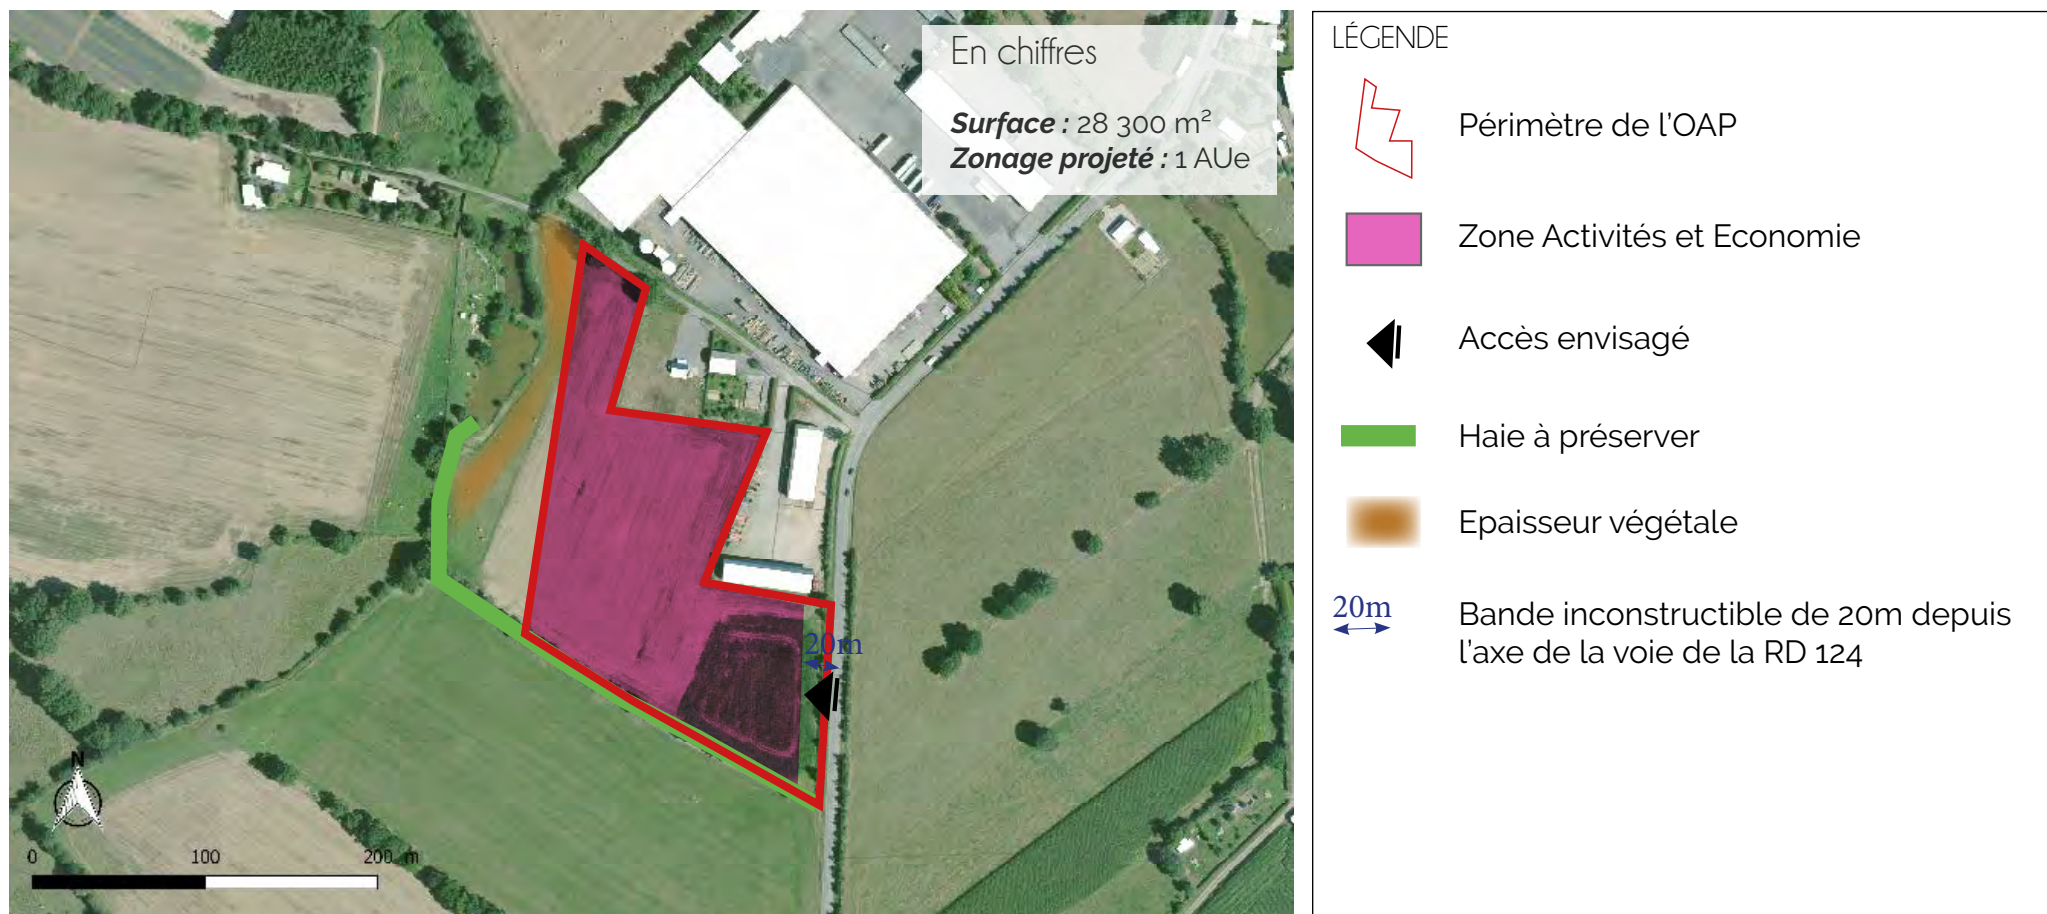 En chiffres
Surface : 28 300 m²
Zonage projeté : 1 AUe
20m
N
0 100 200 m
LÉGENDE
Périmètre de l'OAP
Zone Activités et Economie
Accès envisagé
Haie à préserver
Epaisseur végétale
20m
Bande inconstructible de 20m depuis
l'axe de la voie de la RD 124